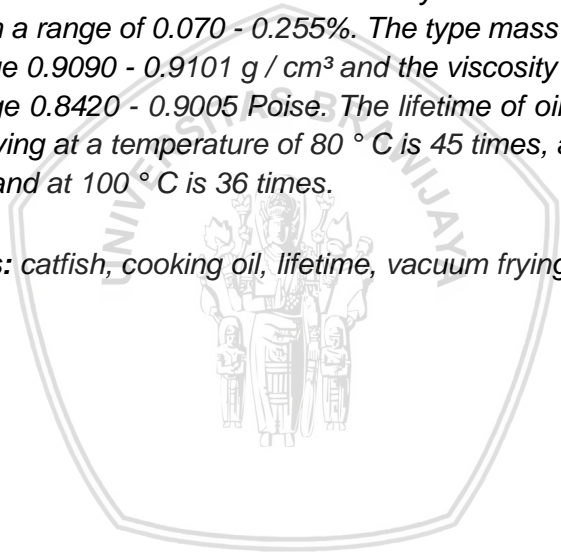 a range of 0.070 - 0.255%. The type mass
0.9090 - 0.9101 g / cm³ and the viscosity
0.8420 - 0.9005 Poise. The lifetime of oil
at a temperature of 80 ° C is 45 times,
and at 100 ° C is 36 times.
catfish, cooking oil, lifetime, vacuum frying
UNIVERSITAS BRAWIJAYA